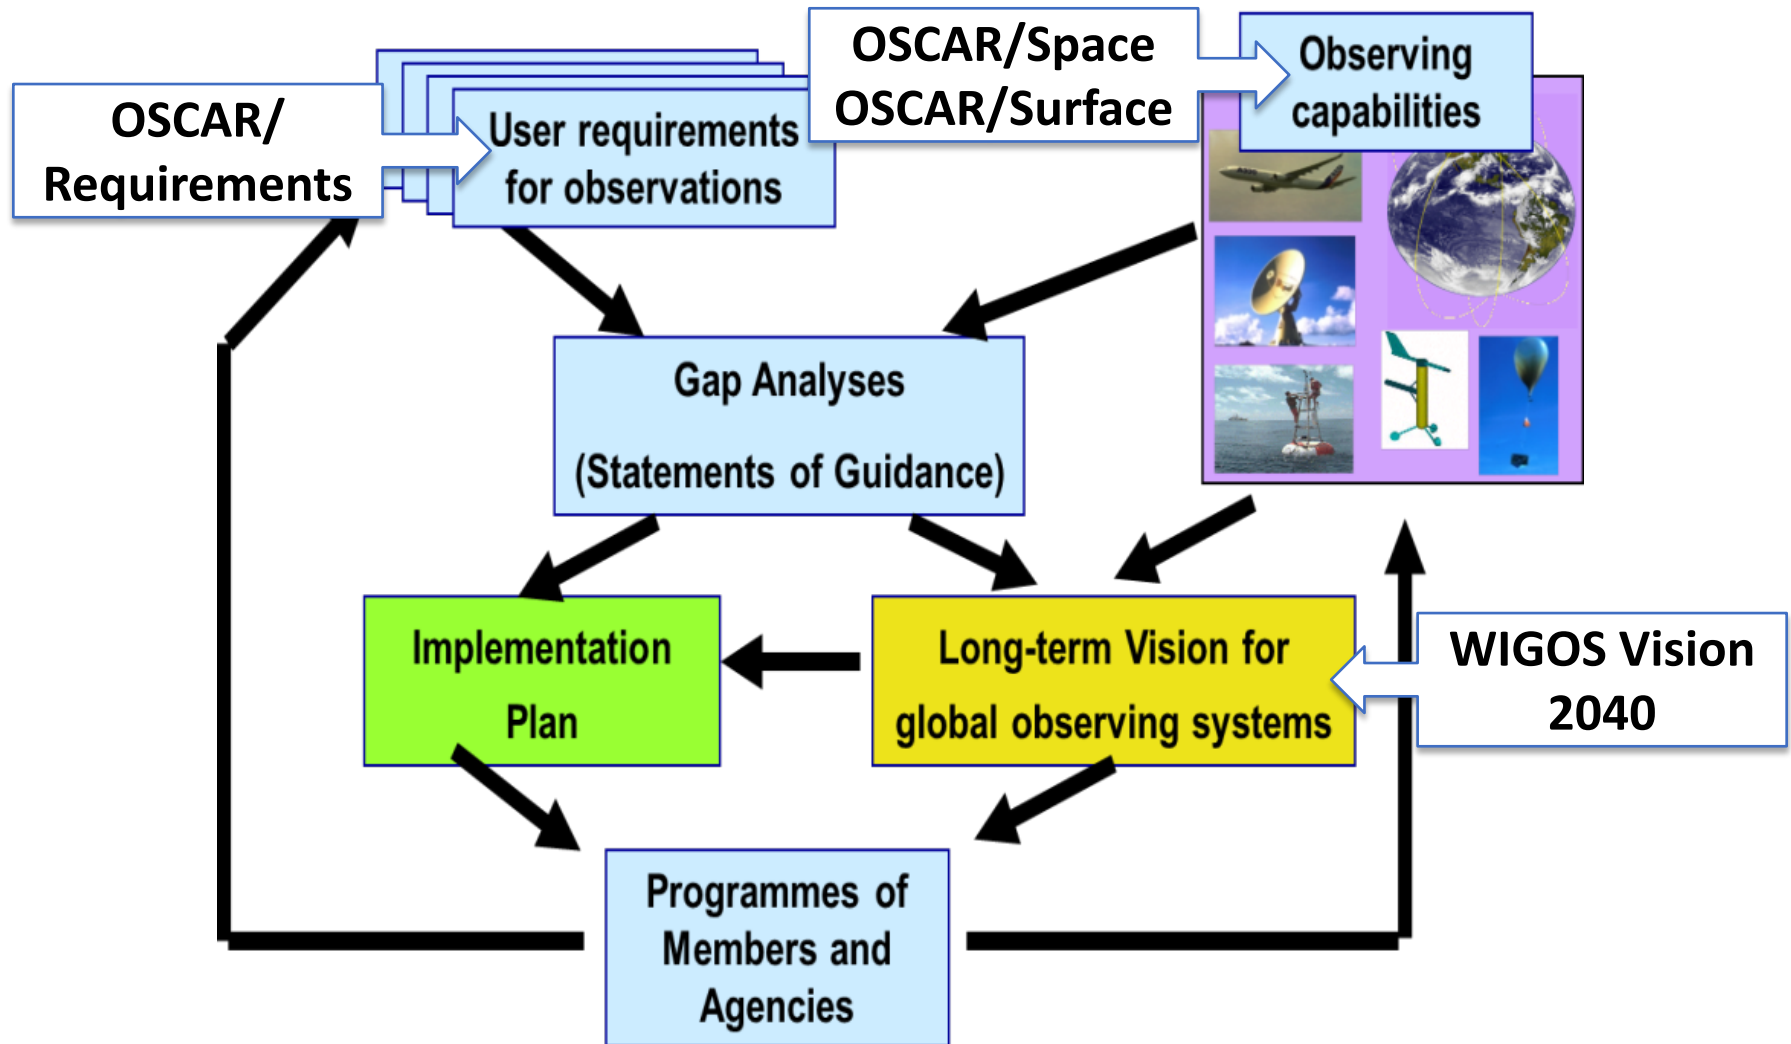 OSCAR/
Requirements
User requirements
for observations
OSCAR/Space
OSCAR/Surface
Observing
capabilities
Gap Analyses
(Statements of Guidance)
Implementation
Plan
Long-term Vision for
global observing systems
WIGOS Vision
2040
Programmes of
Members and
Agencies